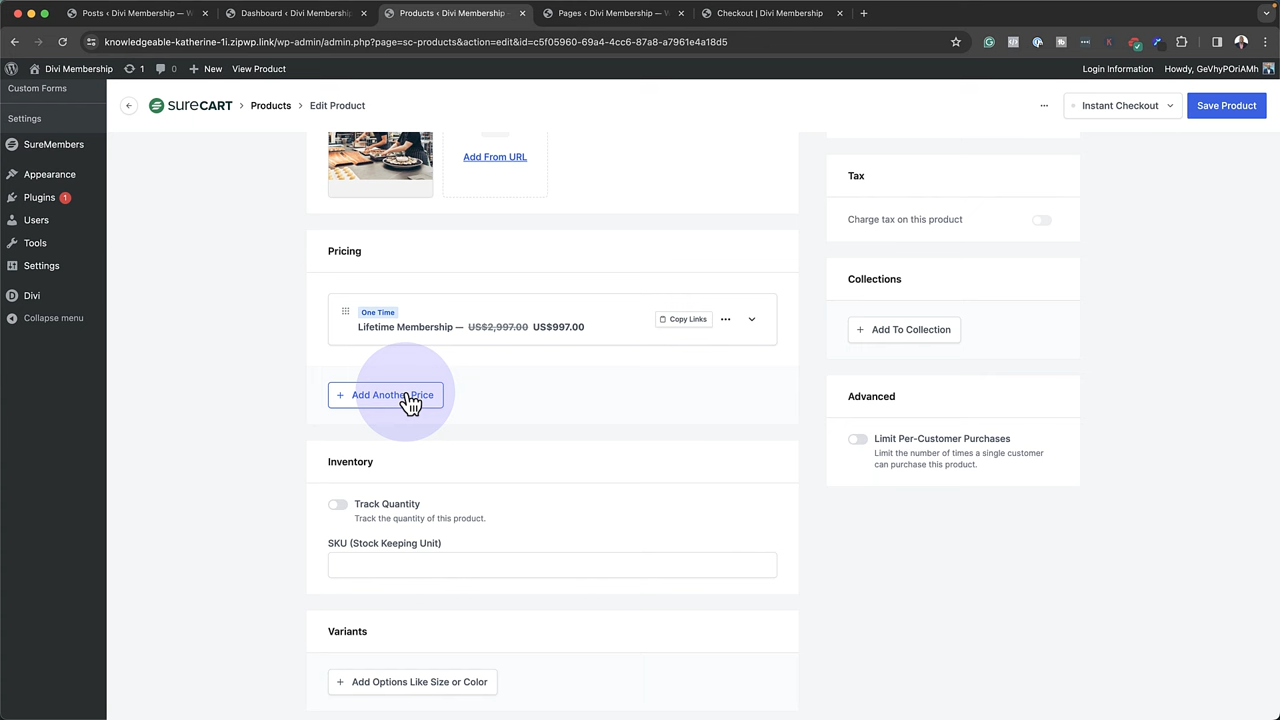 Posts ‹ Divi Membership — W
Dashboard ‹ Divi Membership
Products ‹ Divi Membership –
Pages ‹ Divi Membership — W
Checkout | Divi Membership
knowledgeable-katherine-1i.zipwp.link/wp-admin/admin.php?page=sc-products&action=edit&id=c5f05960-69a4-4cc6-87a8-a7961e4a18d5
Divi Membership
1
0
New
View Product
Login Information
Howdy, GeVhyPOriAMh
Custom Forms
Settings
SureMembers
Appearance
Plugins 1
Users
Tools
Settings
Divi
Collapse menu
SURECART
Products
Edit Product
Instant Checkout
Save Product
Add From URL
Pricing
One Time
Lifetime Membership — US$2,997.00 US$997.00
Copy Links
+ Add Another Price
Inventory
Track Quantity
Track the quantity of this product.
SKU (Stock Keeping Unit)
Variants
+ Add Options Like Size or Color
Tax
Charge tax on this product
Collections
+ Add To Collection
Advanced
Limit Per-Customer Purchases
Limit the number of times a single customer
can purchase this product.